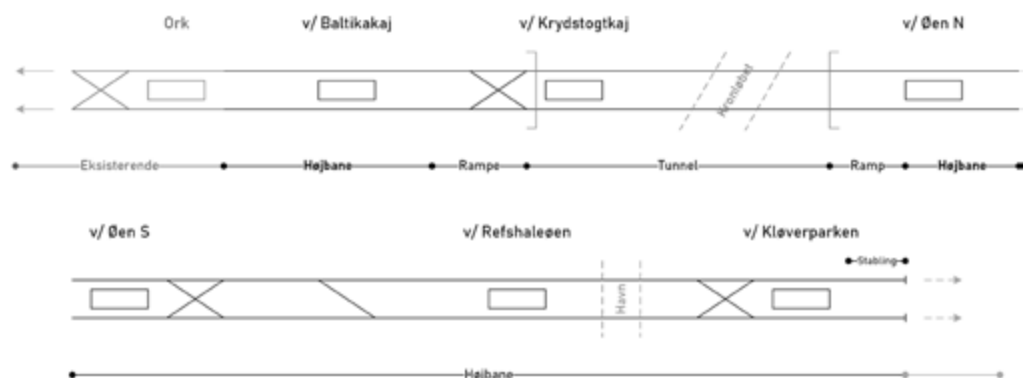 Ork
v/ Baltikakaj
v/ Krydstogtkaj
v/ Øen N
Kronløbet
Eksisterende
Højbane
Rampe
Tunnel
Ramp
Højbane
v/ Øen S
v/ Refshaleøen
v/ Kløverparken
Stabling
Havn
Højbane